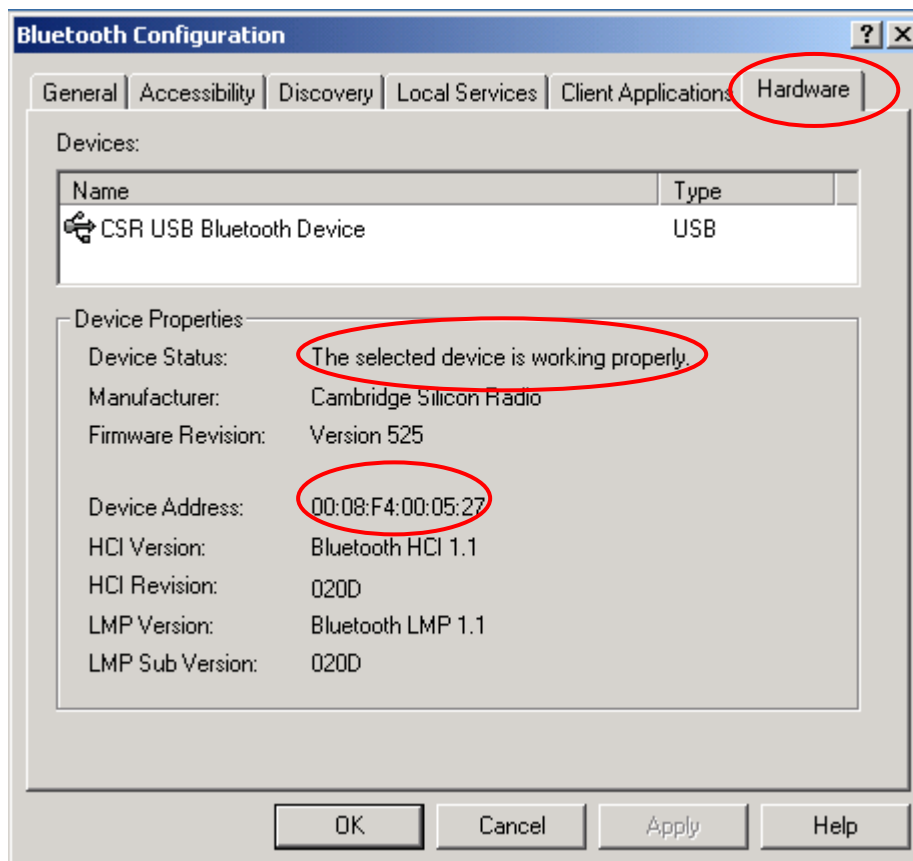 Bluetooth Configuration
General Accessibility Discovery Local Services Client Applications Hardware
Devices:
Name Type
CSR USB Bluetooth Device USB
Device Properties
Device Status: The selected device is working properly.
Manufacturer: Cambridge Silicon Radio
Firmware Revision: Version 525
Device Address: 00:08:F4:00:05:27
HCI Version: Bluetooth HCI 1.1
HCI Revision: 020D
LMP Version: Bluetooth LMP 1.1
LMP Sub Version: 020D
OK Cancel Apply Help